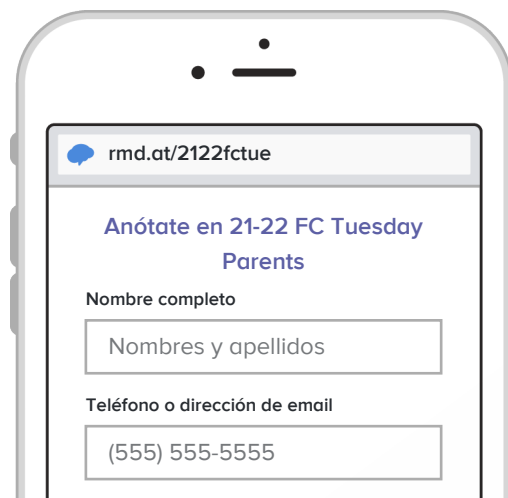 rmd.at/2122fctue
Anótate en 21-22 FC Tuesday
Parents
Nombre completo
Nombres y apellidos
Teléfono o dirección de email
(555) 555-5555